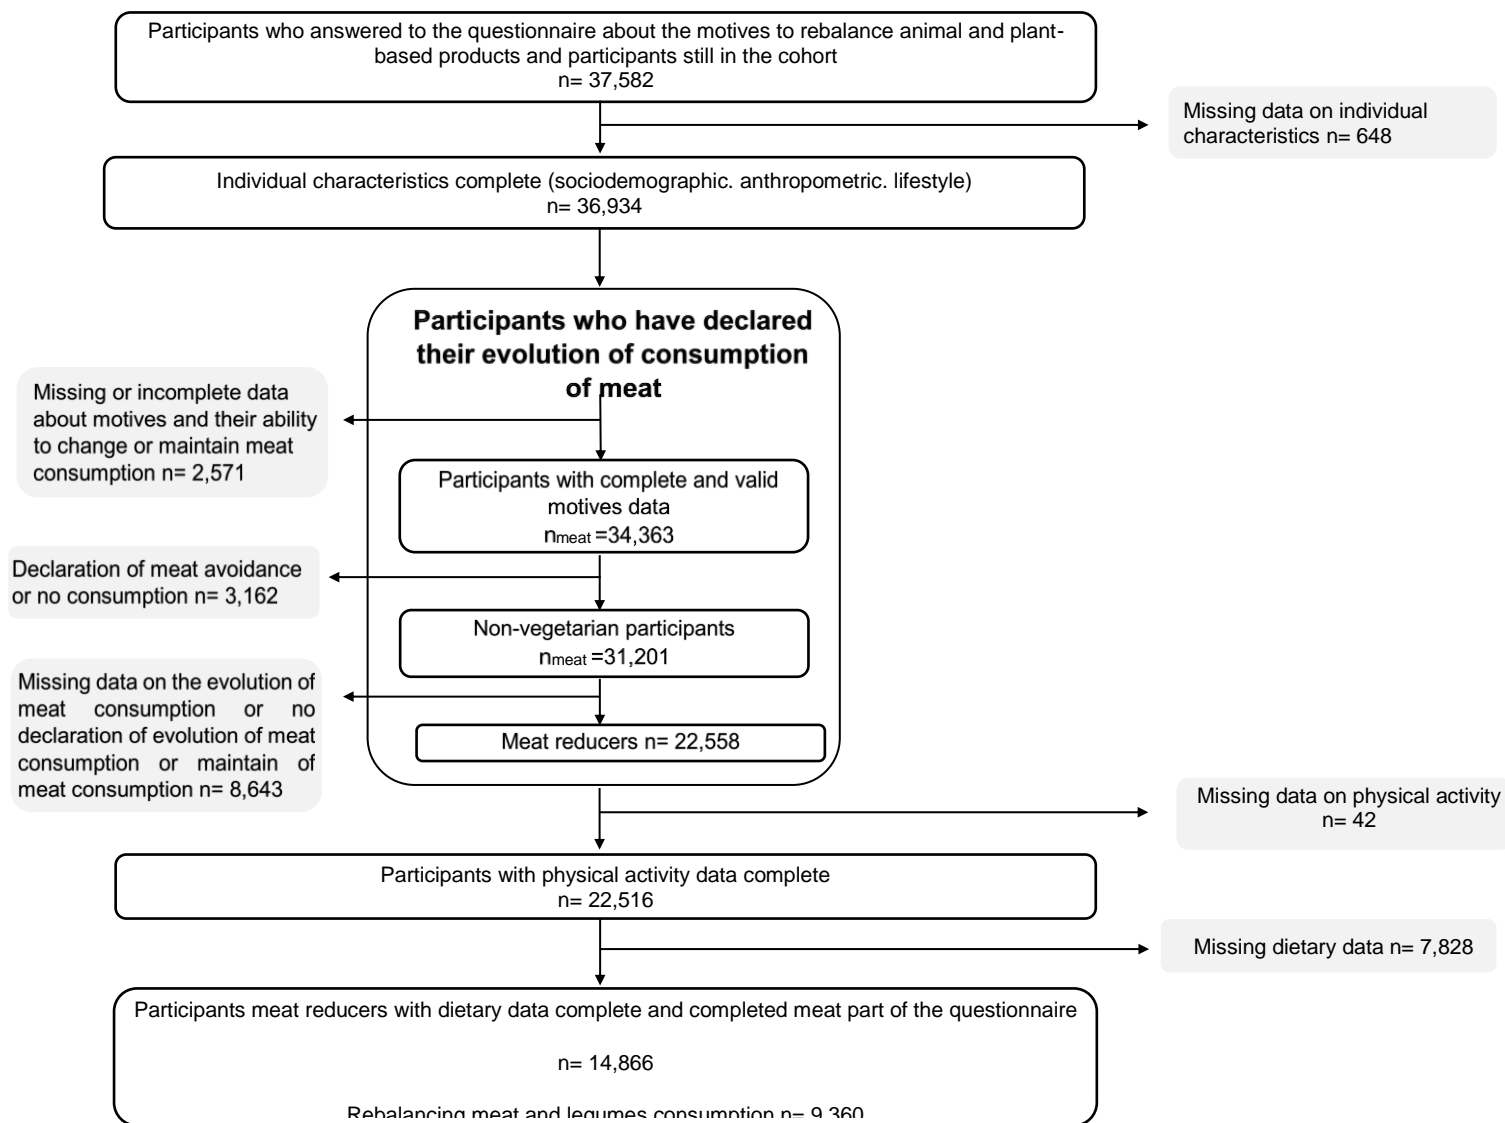 Participants who answered to the questionnaire about the motives to rebalance animal and plant-
based products and participants still in the cohort
n= 37,582
Missing data on individual
characteristics n= 648
Individual characteristics complete (sociodemographic. anthropometric. lifestyle)
n= 36,934
Participants who have declared
their evolution of consumption
of meat
Missing or incomplete data
about motives and their ability
to change or maintain meat
consumption n= 2,571
Participants with complete and valid
motives data
nmeat =34,363
Declaration of meat avoidance
or no consumption n= 3,162
Non-vegetarian participants
nmeat =31,201
Missing data on the evolution of
meat consumption or no
declaration of evolution of meat
consumption or maintain of
meat consumption n= 8,643
Meat reducers n= 22,558
Missing data on physical activity
n= 42
Participants with physical activity data complete
n= 22,516
Missing dietary data n= 7,828
Participants meat reducers with dietary data complete and completed meat part of the questionnaire
n= 14,866
Rebalancing meat and legumes consumption n= 9,360